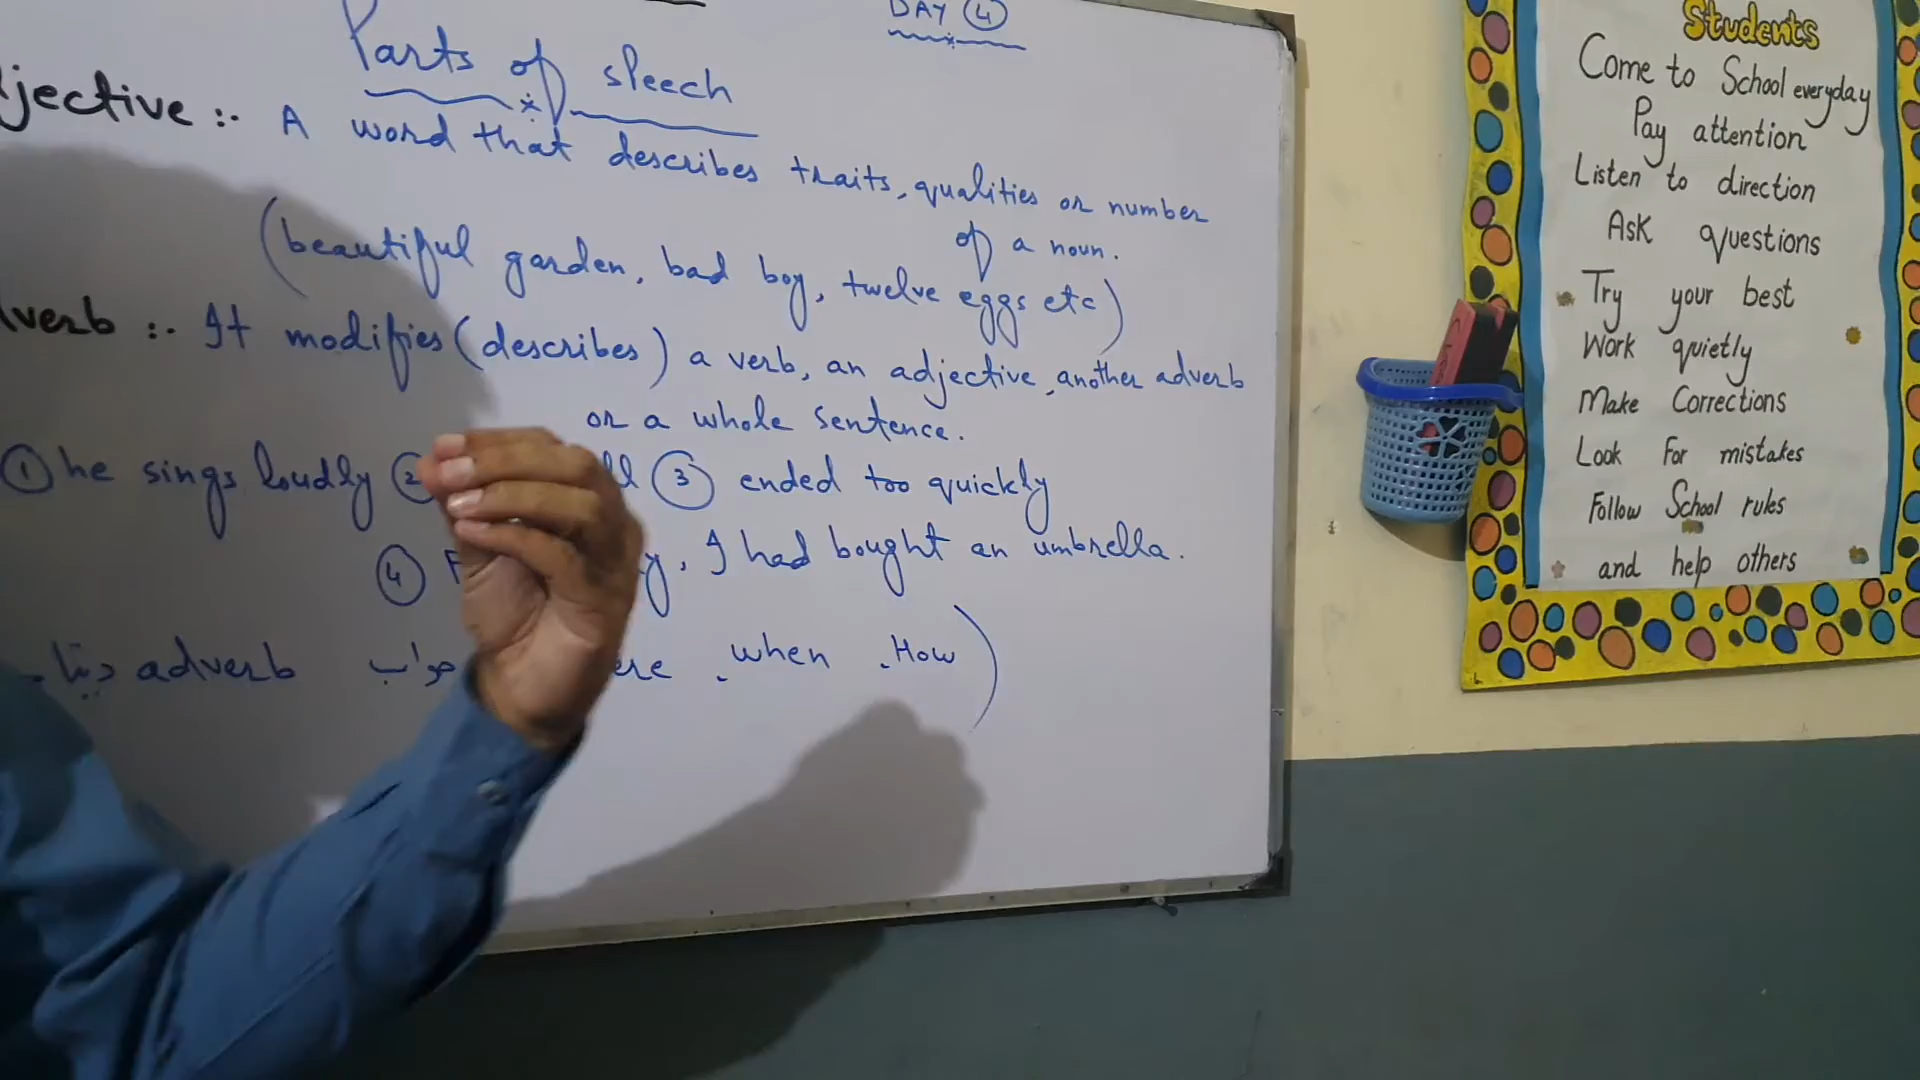 DAY 4
Parts of speech
jective :- A word that describes traits, qualities or number
of a noun.
(beautiful garden, bad boy, twelve eggs etc)
verb :- It modifies (describes) a verb, an adjective, another adverb
or a whole sentence.
① he sings loudly ② ③ ended too quickly
④ , I had bought an umbrella.
when . How)
adverb جواب دیتا
Students
Come to School everyday
Pay attention
Listen to direction
Ask questions
Try your best
Work quietly
Make Corrections
Look For mistakes
Follow School rules
and help others